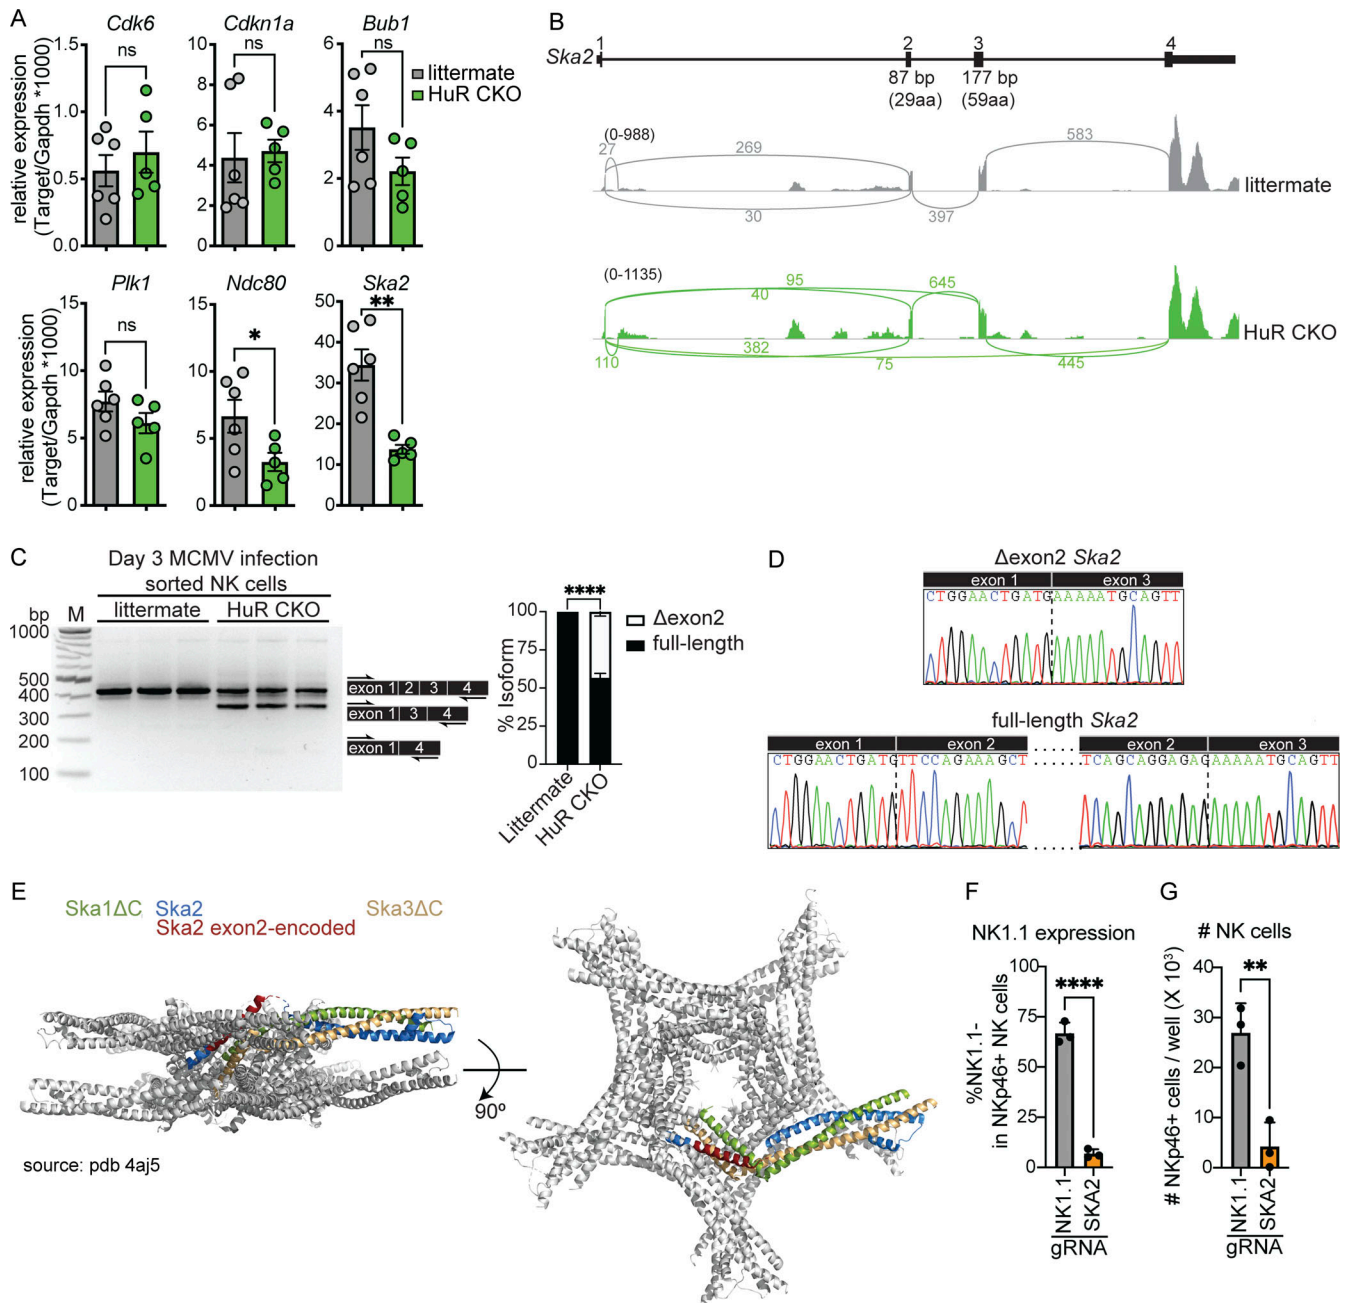 A
Cdk6
Cdkn1a
Bub1
relative expression
(Target/Gapdh *1000)
1.5
1.0
0.5
0.0
ns
10
8
6
4
2
0
ns
6
4
2
0
ns
littermate
HuR CKO
Plk1
Ndc80
Ska2
relative expression
(Target/Gapdh *1000)
15
10
5
0
ns
15
10
5
0
*
50
40
30
20
10
0
**
B
Ska2
1
2
3
4
87 bp
(29aa)
177 bp
(59aa)
(0-988)
27
269
583
30
397
littermate
(0-1135)
95
40
645
382
110
75
445
HuR CKO
C
Day 3 MCMV infection
sorted NK cells
bp
M
littermate
HuR CKO
1000
500
400
300
200
100
exon 1 2 3 4
exon 1 3 4
exon 1 4
% Isoform
100
75
50
25
0
****
Littermate
HuR CKO
Δexon2
full-length
D
Δexon2 Ska2
exon 1
exon 3
CTGGAACTGATGAAAAATGCAGTT
full-length Ska2
exon 1
exon 2
exon 2
exon 3
CTGGAACTGATGTTCCAGAAAGCT......TCAGCAGGAGAGAAAAATGCAGTT
......
E
Ska1ΔC
Ska2
Ska3ΔC
Ska2 exon2-encoded
90º
source: pdb 4aj5
F
NK1.1 expression
%NK1.1-
in NKp46+ NK cells
100
75
50
25
0
****
NK1.1
SKA2
gRNA
G
# NK cells
# NKp46+ cells / well (X 10³)
40
30
20
10
0
**
NK1.1
SKA2
gRNA